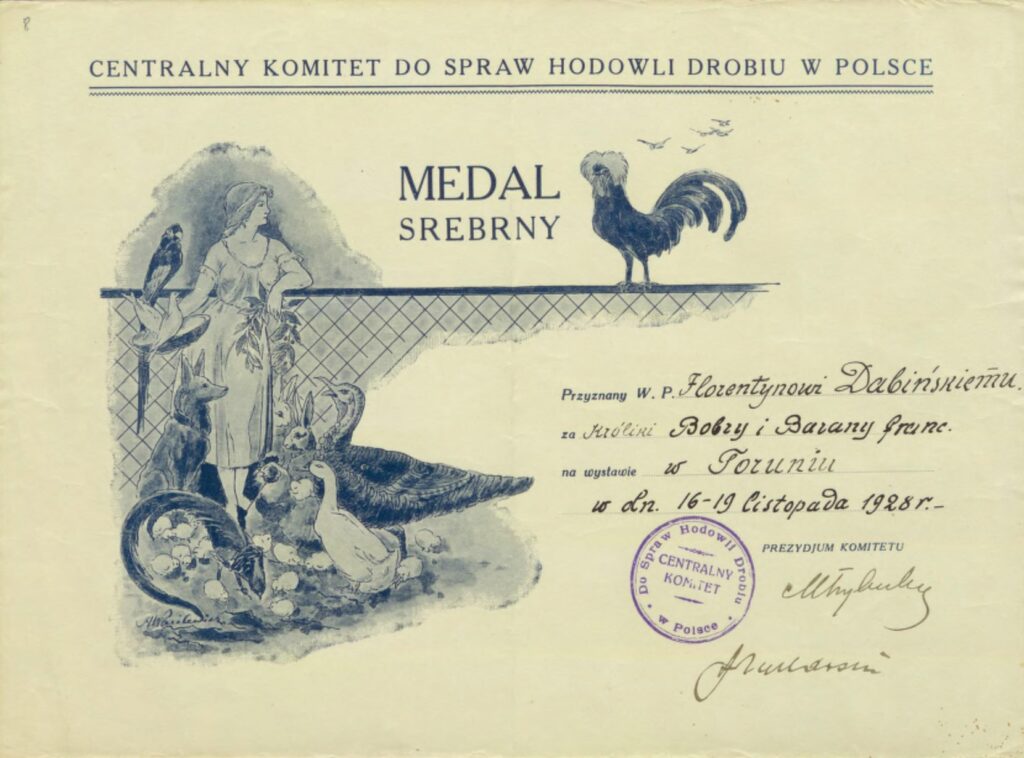 8
CENTRALNY KOMITET DO SPRAW HODOWLI DROBIU W POLSCE
MEDAL
SREBRNY
Przyznany W. P. Florentynowi Dabińskiemu.
za Króliki Bobry i Barany franc.
na wystawie w Toruniu
w dn. 16-19 Listopada 1928 r.-
PREZYDJUM KOMITETU
Do Spraw Hodowli Drobiu
CENTRALNY
KOMITET
w Polsce